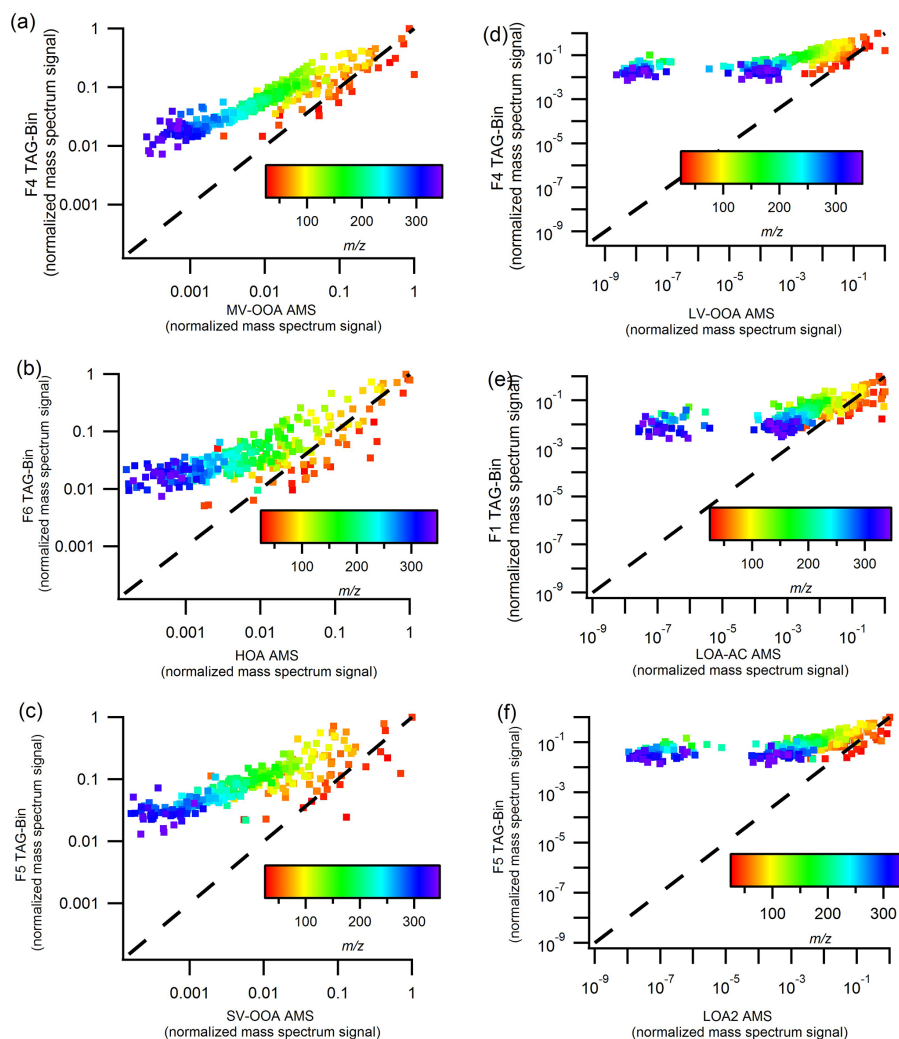 (a)
F4 TAG-Bin
(normalized mass spectrum signal)
1
0.1
0.01
0.001
100
200
300
m/z
0.001
0.01
0.1
1
MV-OOA AMS
(normalized mass spectrum signal)
(b)
F6 TAG-Bin
(normalized mass spectrum signal)
1
0.1
0.01
0.001
100
200
300
m/z
0.001
0.01
0.1
1
HOA AMS
(normalized mass spectrum signal)
(c)
F5 TAG-Bin
(normalized mass spectrum signal)
1
0.1
0.01
0.001
100
200
300
m/z
0.001
0.01
0.1
1
SV-OOA AMS
(normalized mass spectrum signal)
(d)
F4 TAG-Bin
(normalized mass spectrum signal)
10^-1
10^-3
10^-5
10^-7
10^-9
100
200
300
m/z
10^-9
10^-7
10^-5
10^-3
10^-1
LV-OOA AMS
(normalized mass spectrum signal)
(e)
F1 TAG-Bin
(normalized mass spectrum signal)
10^-1
10^-3
10^-5
10^-7
10^-9
100
200
300
m/z
10^-9
10^-7
10^-5
10^-3
10^-1
LOA-AC AMS
(normalized mass spectrum signal)
(f)
F5 TAG-Bin
(normalized mass spectrum signal)
10^-1
10^-3
10^-5
10^-7
10^-9
100
200
300
m/z
10^-9
10^-7
10^-5
10^-3
10^-1
LOA2 AMS
(normalized mass spectrum signal)